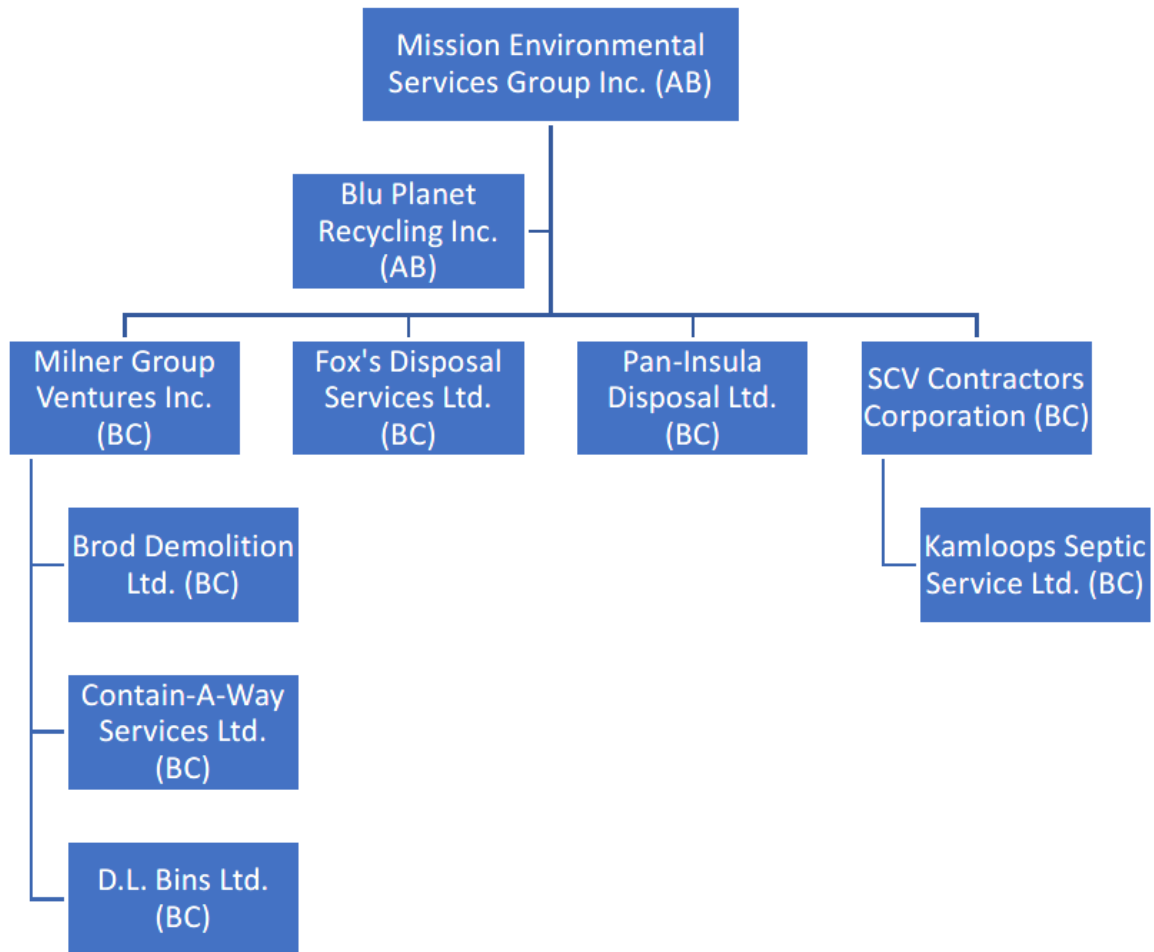 Mission Environmental
Services Group Inc. (AB)
Blu Planet
Recycling Inc.
(AB)
Milner Group
Ventures Inc.
(BC)
Fox's Disposal
Services Ltd.
(BC)
Pan-Insula
Disposal Ltd.
(BC)
SCV Contractors
Corporation (BC)
Brod Demolition
Ltd. (BC)
Contain-A-Way
Services Ltd.
(BC)
D.L. Bins Ltd.
(BC)
Kamloops Septic
Service Ltd. (BC)